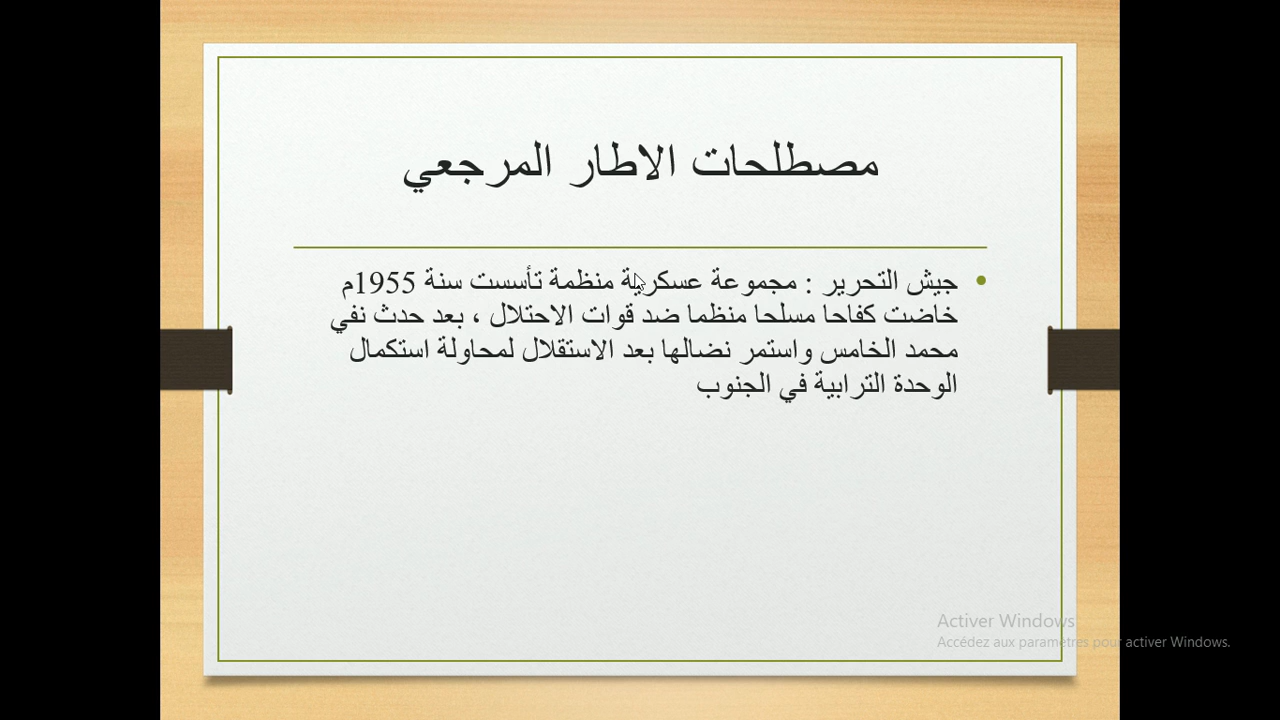 مصطلحات الاطار المرجعي
جيش التحرير : مجموعة عسكرية منظمة تأسست سنة 1955م
خاضت كفاحا مسلحا منظما ضد قوات الاحتلال ، بعد حدث نفي
محمد الخامس واستمر نضالها بعد الاستقلال لمحاولة استكمال
الوحدة الترابية في الجنوب
Activer Windows
Accédez aux paramètres pour activer Windows.